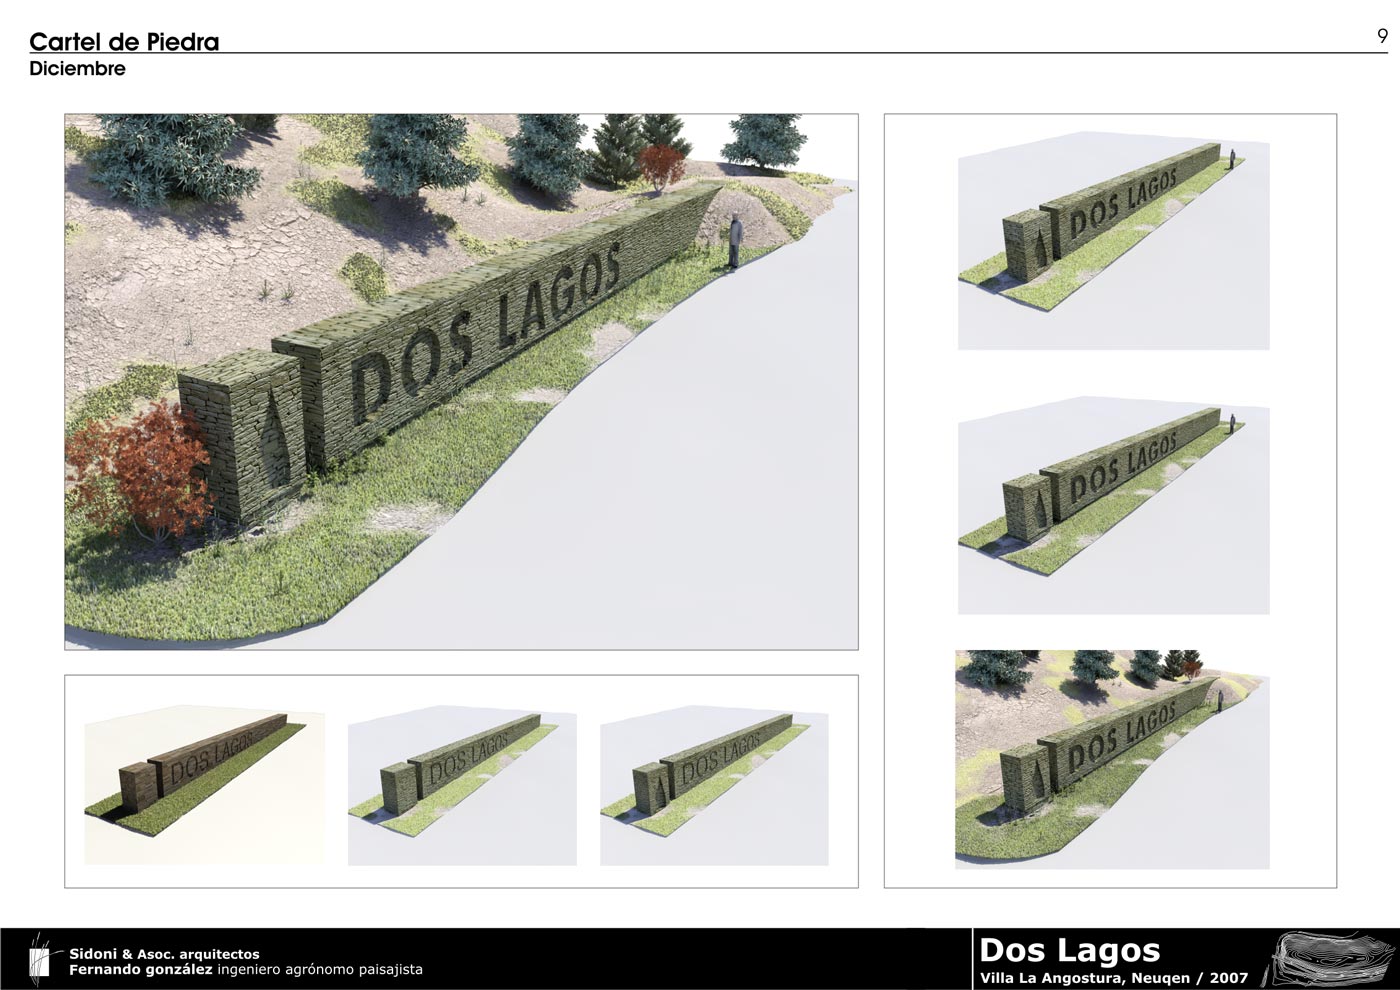 Cartel de Piedra
9
Diciembre
DOS LAGOS
DOS LAGOS
DOS LAGOS
DOS LAGOS
DOS LAGOS
DOS LAGOS
DOS LAGOS
Sidoni & Asoc. arquitectos
Fernando gonzález ingeniero agrónomo paisajista
Dos Lagos
Villa La Angostura, Neuqen / 2007